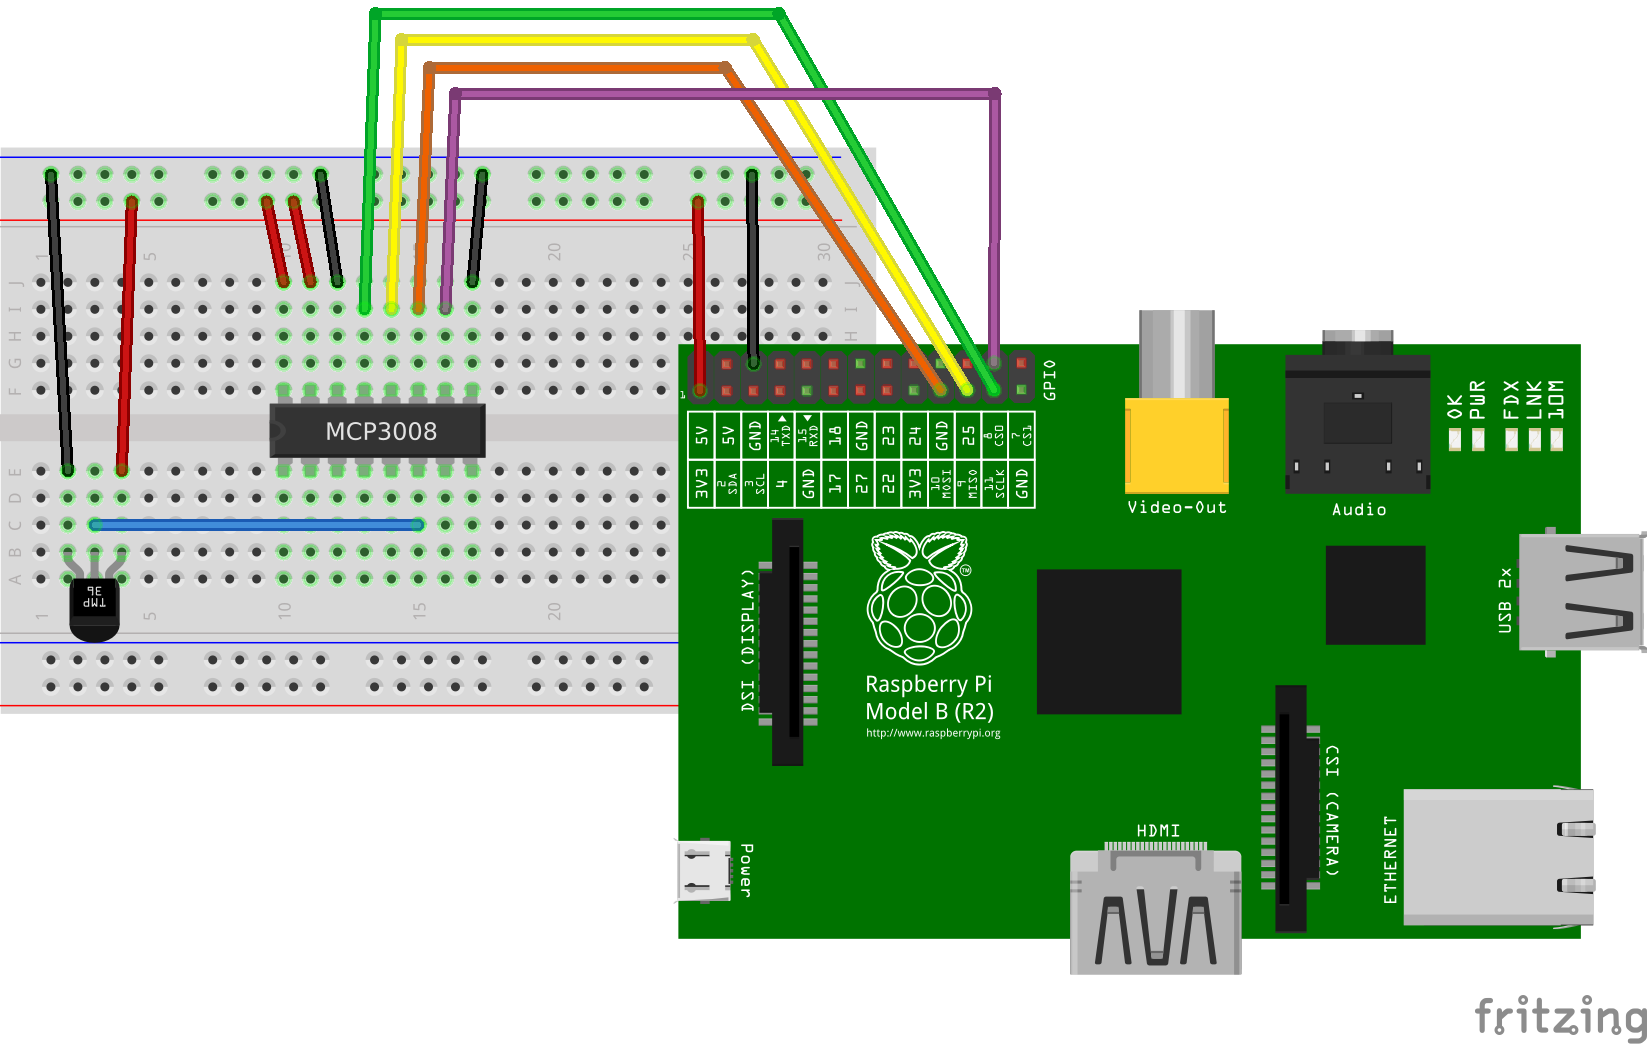 1
5
10
20
25
30
J
I
H
G
F
J
I
H
MCP3008
E
D
C
B
A
TMP
36
1
5
10
15
20
1
GPIO
5V
5V
GND
14 TXD
15 RXD
18
GND
23
24
GND
25
8 CS0
7 CS1
3V3
2 SDA
3 SCL
4
GND
17
27
22
3V3
10 MOSI
9 MISO
11 SCLK
GND
Video-Out
Audio
OK
PWR
FDX
LNK
10M
USB 2x
DSI (DISPLAY)
TM
Raspberry Pi
Model B (R2)
http://www.raspberrypi.org
CSI (CAMERA)
Power
HDMI
ETHERNET
fritzing